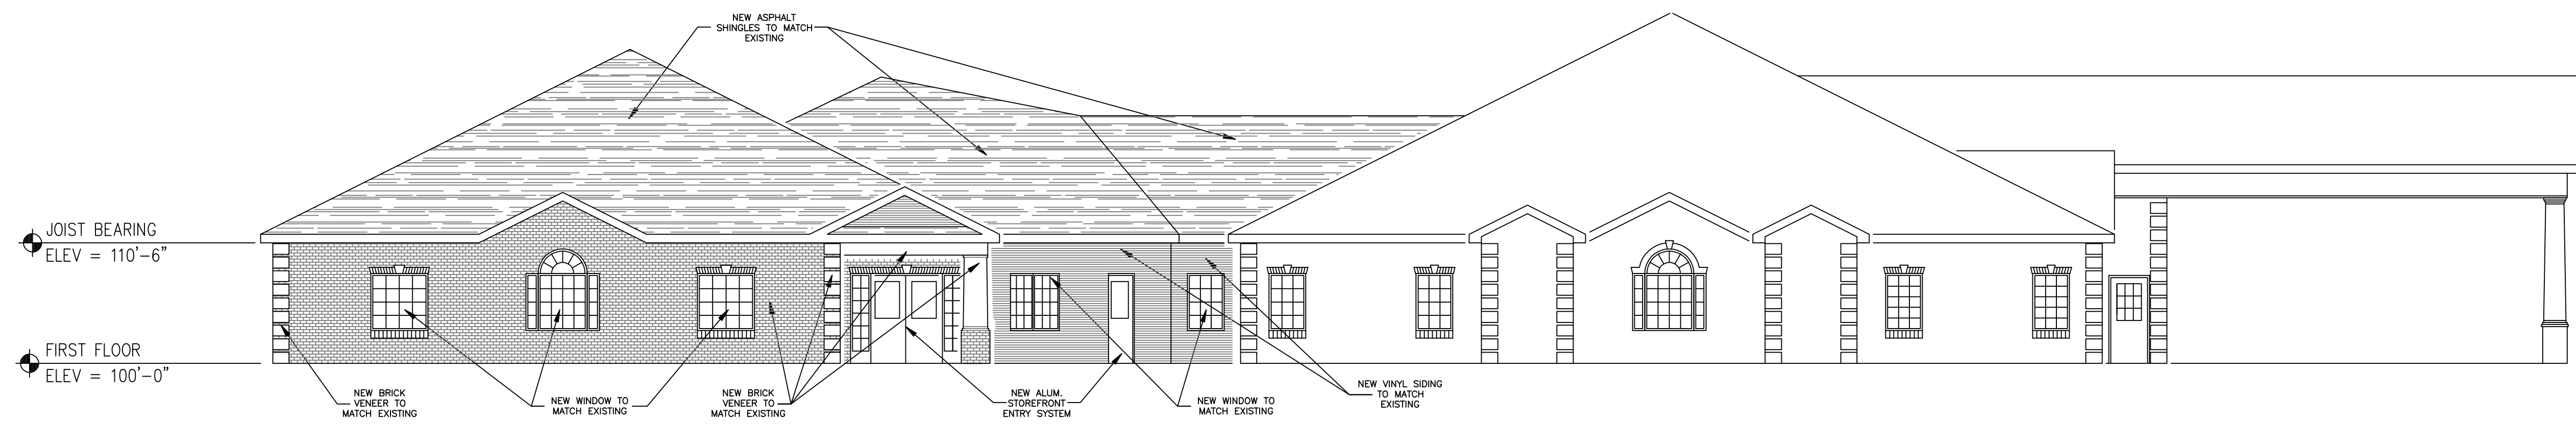 NEW ASPHALT
SHINGLES TO MATCH
EXISTING
JOIST BEARING
ELEV = 110'-6"
FIRST FLOOR
ELEV = 100'-0"
NEW BRICK
VENEER TO
MATCH EXISTING
NEW WINDOW TO
MATCH EXISTING
NEW BRICK
VENEER TO
MATCH EXISTING
NEW ALUM.
STOREFRONT
ENTRY SYSTEM
NEW WINDOW TO
MATCH EXISTING
NEW VINYL SIDING
TO MATCH
EXISTING